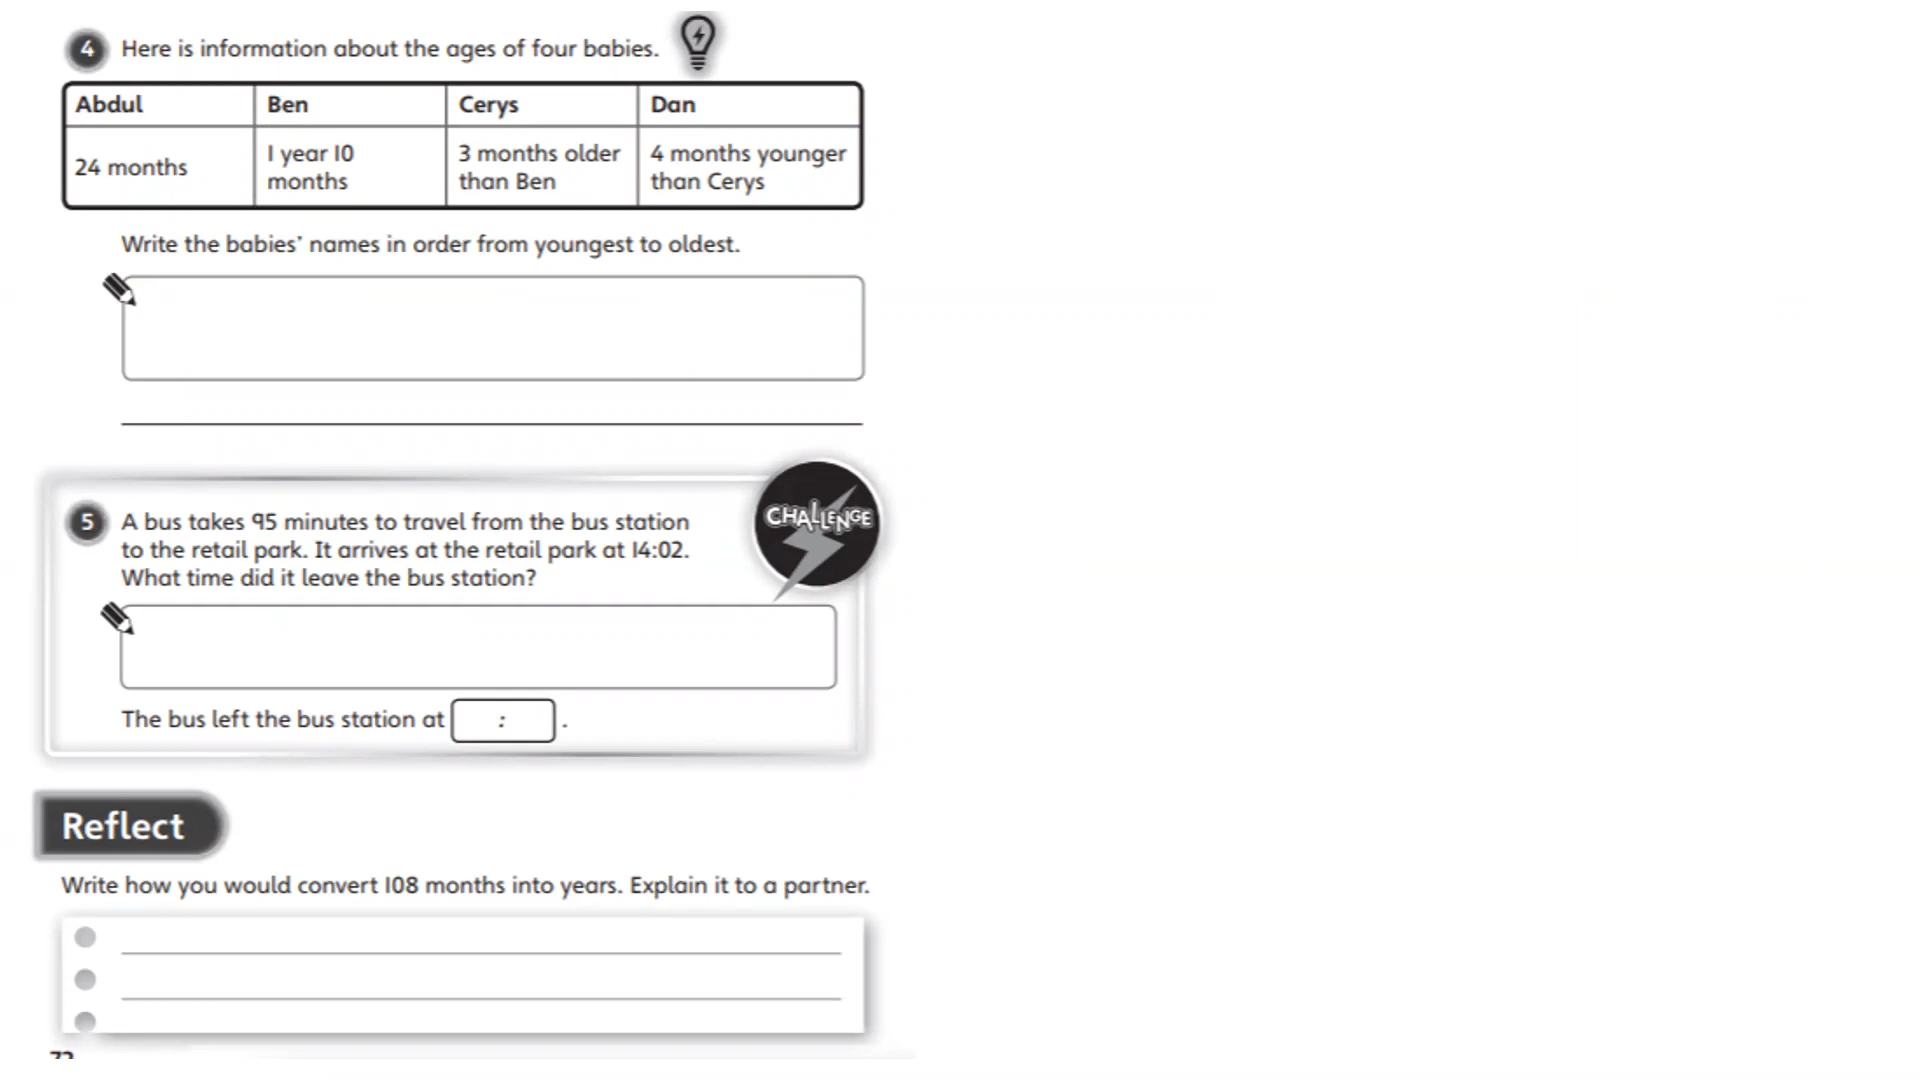 4 Here is information about the ages of four babies.
Abdul Ben Cerys Dan
24 months
1 year 10
months
3 months older
than Ben
4 months younger
than Cerys
Write the babies' names in order from youngest to oldest.
CHALLENGE
5 A bus takes 95 minutes to travel from the bus station
to the retail park. It arrives at the retail park at 14:02.
What time did it leave the bus station?
The bus left the bus station at : .
Reflect
Write how you would convert 108 months into years. Explain it to a partner.